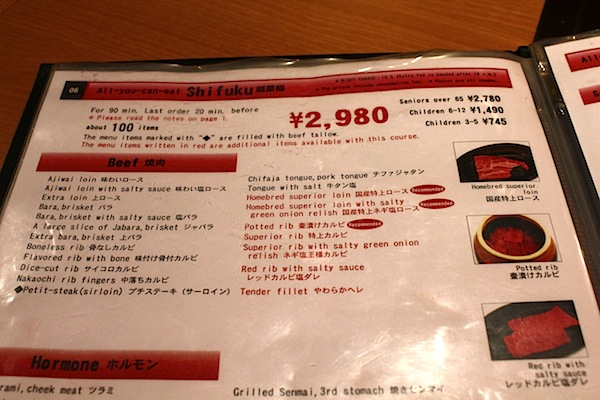 06
All-you-can-eat Shifuku 至福
For 90 min. Last order 20 min. before
* Please read the notes on page 1.
about 100 items
¥2,980
Seniors over 65 ¥2,780
Children 6-12 ¥1,490
Children 3-5 ¥745
The menu items marked with "◆" are filled with beef tallow.
The menu items written in red are additional items available with this course.
Beef 焼肉
Ajiwai loin 味わいロース
Ajiwai loin with salty sauce 味わい塩ロース
Extra loin 上ロース
Bara, brisket バラ
Bara, brisket with salty sauce 塩バラ
A large slice of Jabara, brisket ジャバラ
Extra bara, brisket 上バラ
Boneless rib 骨なしカルビ
Flavored rib with bone 味付け骨付カルビ
Dice-cut rib サイコロカルビ
Nakaochi rib fingers 中落ちカルビ
◆Petit-steak(sirloin) プチステーキ (サーロイン)
Chifaja tongue, pork tongue チファジャタン
Tongue with salt 牛タン塩
Homebred superior loin 国産特上ロース Recommended
Homebred superior loin with salty
green onion relish 国産特上ネギ塩ロース Recommended
Potted rib 壷漬けカルビ Recommended
Superior rib 特上カルビ
Superior rib with salty green onion
relish ネギ塩王様カルビ
Red rib with salty sauce
レッドカルビ塩ダレ
Tender fillet やわらかヘレ
Homebred superior
loin
国産特上ロース
Potted rib
壷漬けカルビ
Red rib with
salty sauce
レッドカルビ塩ダレ
Hormone ホルモン
rami, cheek meat ツラミ
Grilled Senmai, 3rd stomach 焼きセンマイ